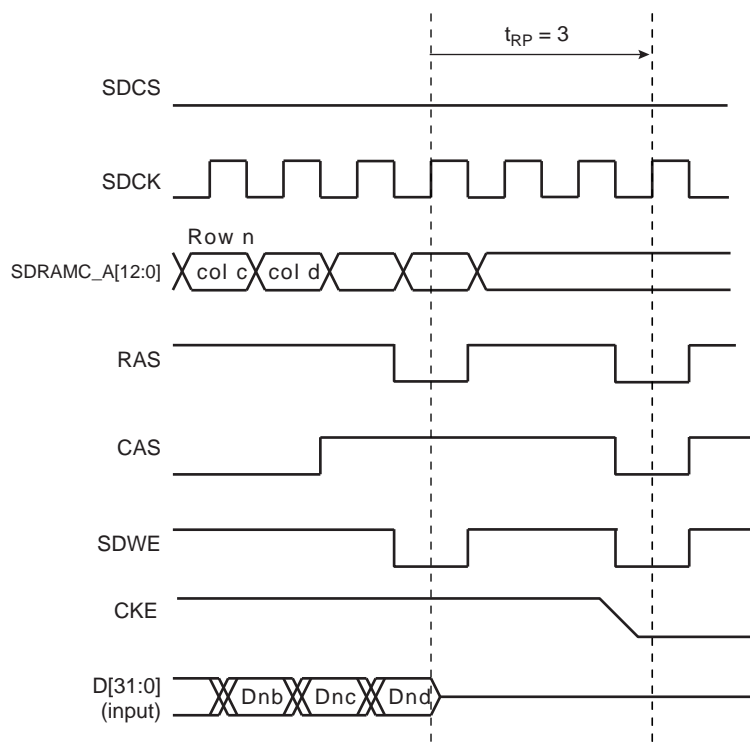 t_RP = 3
SDCS
SDCK
Row n
SDRAMC_A[12:0]
col c
col d
RAS
CAS
SDWE
CKE
D[31:0]
(input)
Dnb
Dnc
Dnd